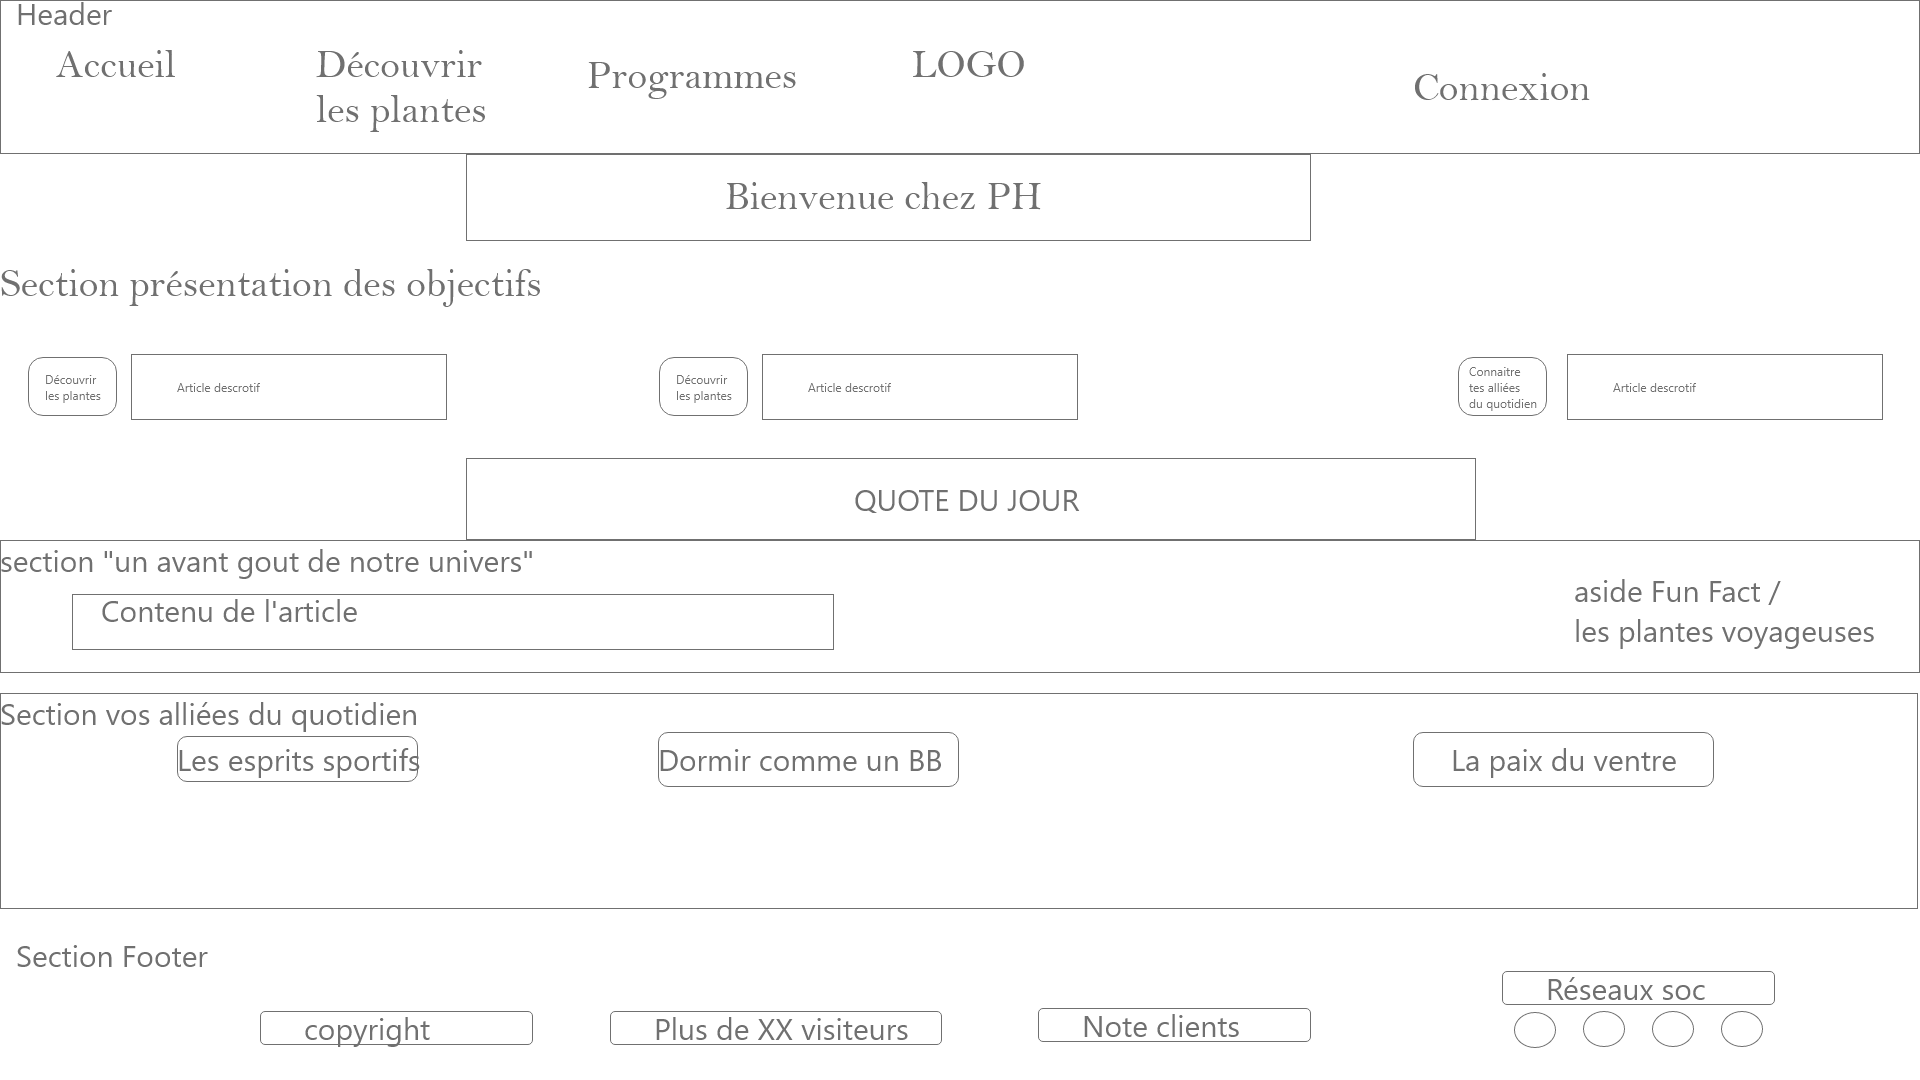 Header
Accueil
Découvrir
les plantes
Programmes
LOGO
Connexion
Bienvenue chez PH
Section présentation des objectifs
Découvrir
les plantes
Article descrotif
Découvrir
les plantes
Article descrotif
Connaitre
tes alliées
du quotidien
Article descrotif
QUOTE DU JOUR
section "un avant gout de notre univers"
Contenu de l'article
aside Fun Fact /
les plantes voyageuses
Section vos alliées du quotidien
Les esprits sportifs
Dormir comme un BB
La paix du ventre
Section Footer
copyright
Plus de XX visiteurs
Note clients
Réseaux soc